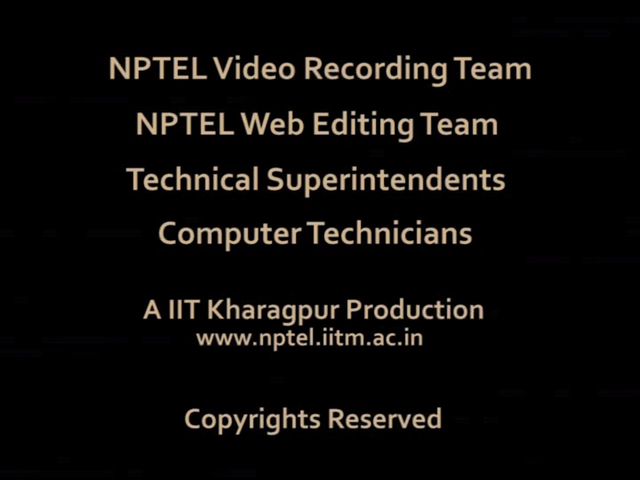 NPTEL Video Recording Team
NPTEL Web Editing Team
Technical Superintendents
Computer Technicians
A IIT Kharagpur Production
www.nptel.iitm.ac.in
Copyrights Reserved